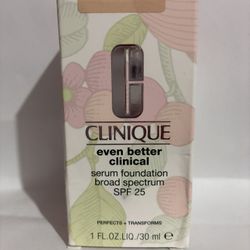 CLINIQUE
even better
clinical
serum foundation
broad spectrum
SPF 25
PERFECTS + TRANSFORMS
1 FL.OZ.LIQ./30 ml ℮